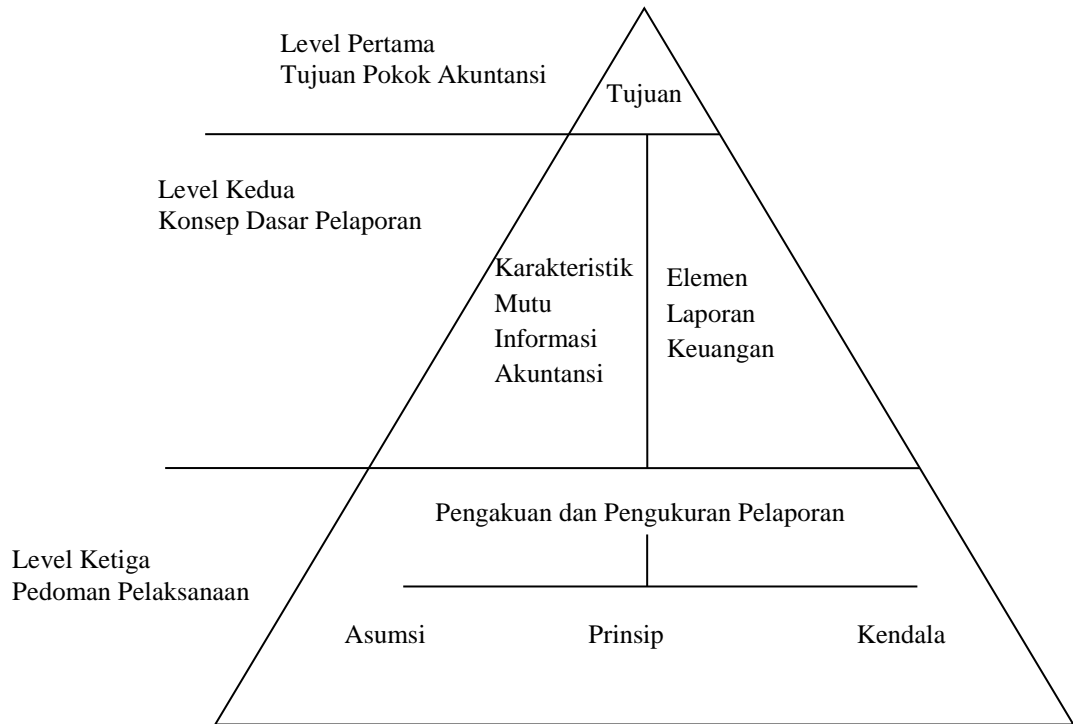 Level Pertama
Tujuan Pokok Akuntansi
Tujuan
Level Kedua
Konsep Dasar Pelaporan
Karakteristik
Mutu
Informasi
Akuntansi
Elemen
Laporan
Keuangan
Pengakuan dan Pengukuran Pelaporan
Level Ketiga
Pedoman Pelaksanaan
Asumsi
Prinsip
Kendala